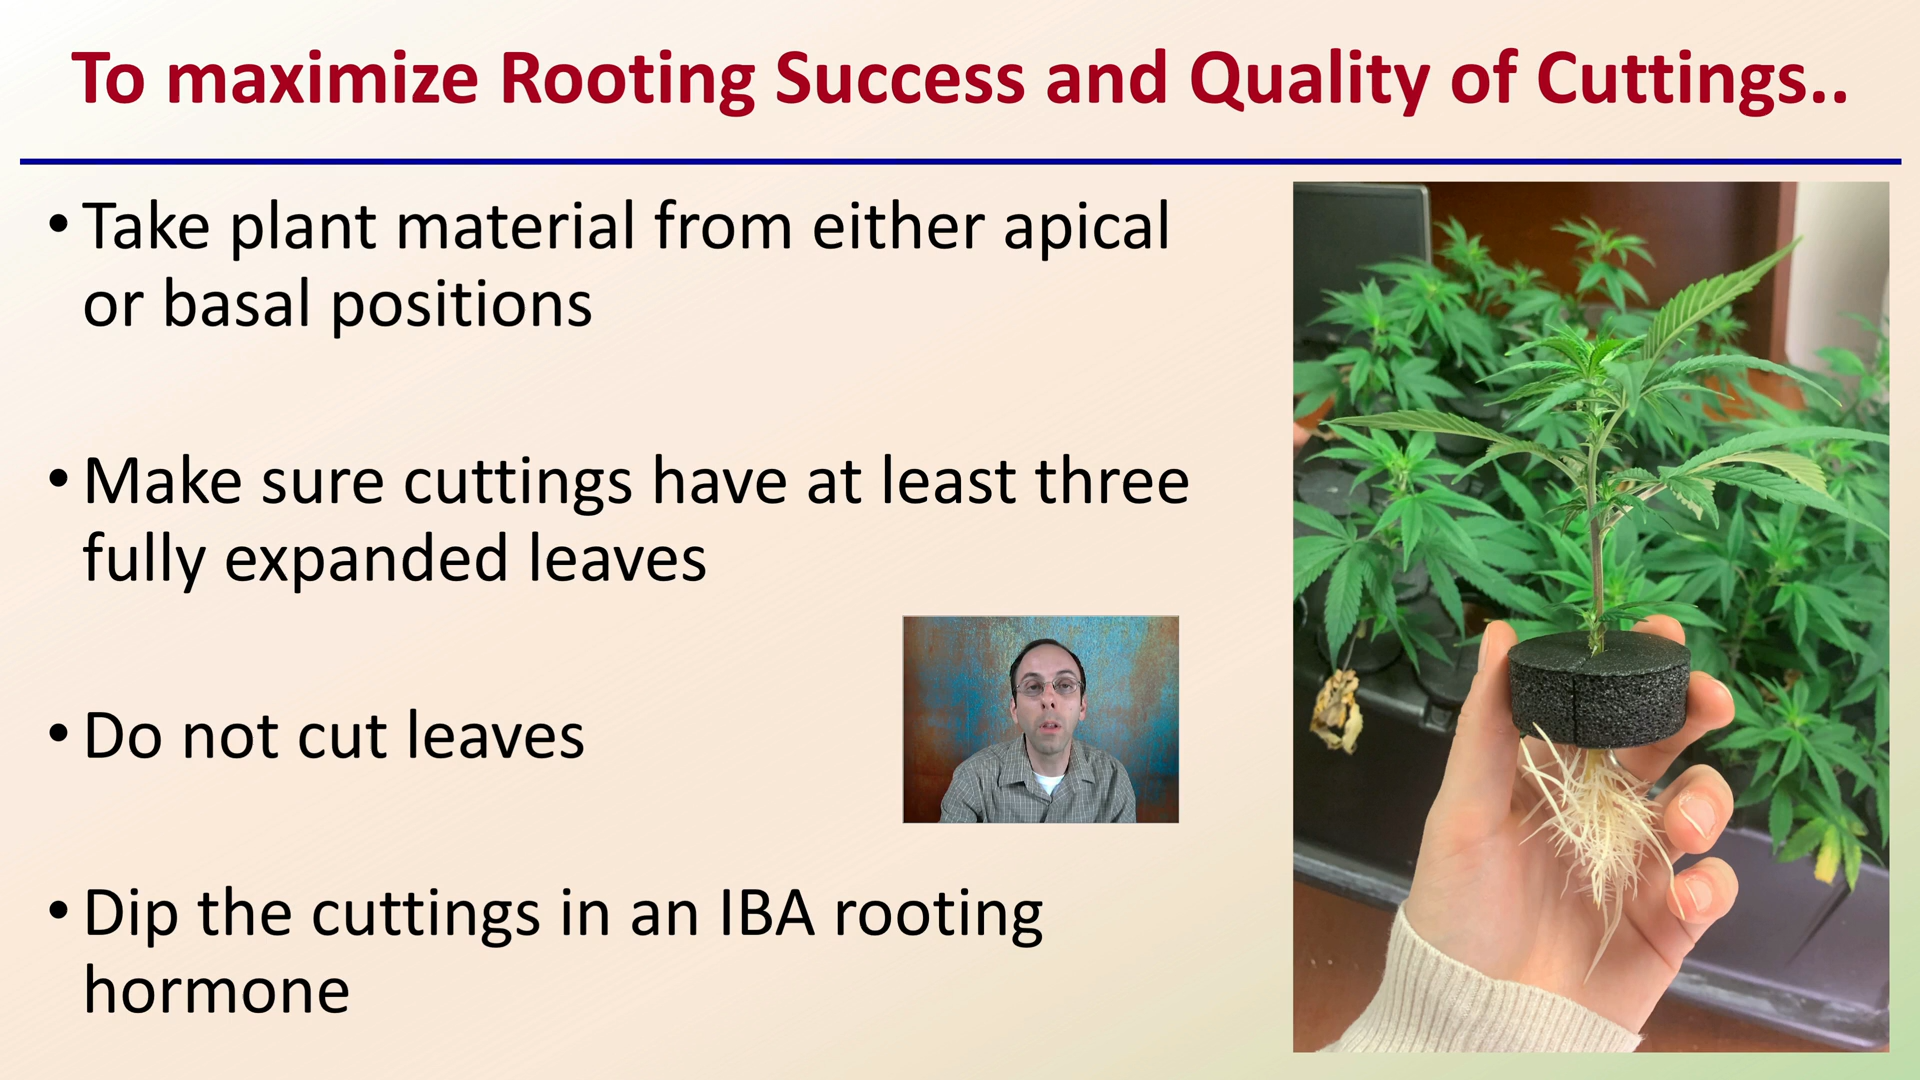 To maximize Rooting Success and Quality of Cuttings..
• Take plant material from either apical
or basal positions
• Make sure cuttings have at least three
fully expanded leaves
• Do not cut leaves
• Dip the cuttings in an IBA rooting
hormone